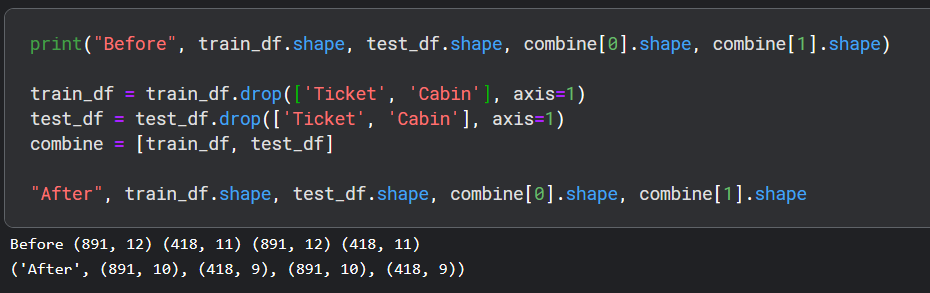 print("Before", train_df.shape, test_df.shape, combine[0].shape, combine[1].shape)
train_df = train_df.drop(['Ticket', 'Cabin'], axis=1)
test_df = test_df.drop(['Ticket', 'Cabin'], axis=1)
combine = [train_df, test_df]
"After", train_df.shape, test_df.shape, combine[0].shape, combine[1].shape
Before (891, 12) (418, 11) (891, 12) (418, 11)
('After', (891, 10), (418, 9), (891, 10), (418, 9))